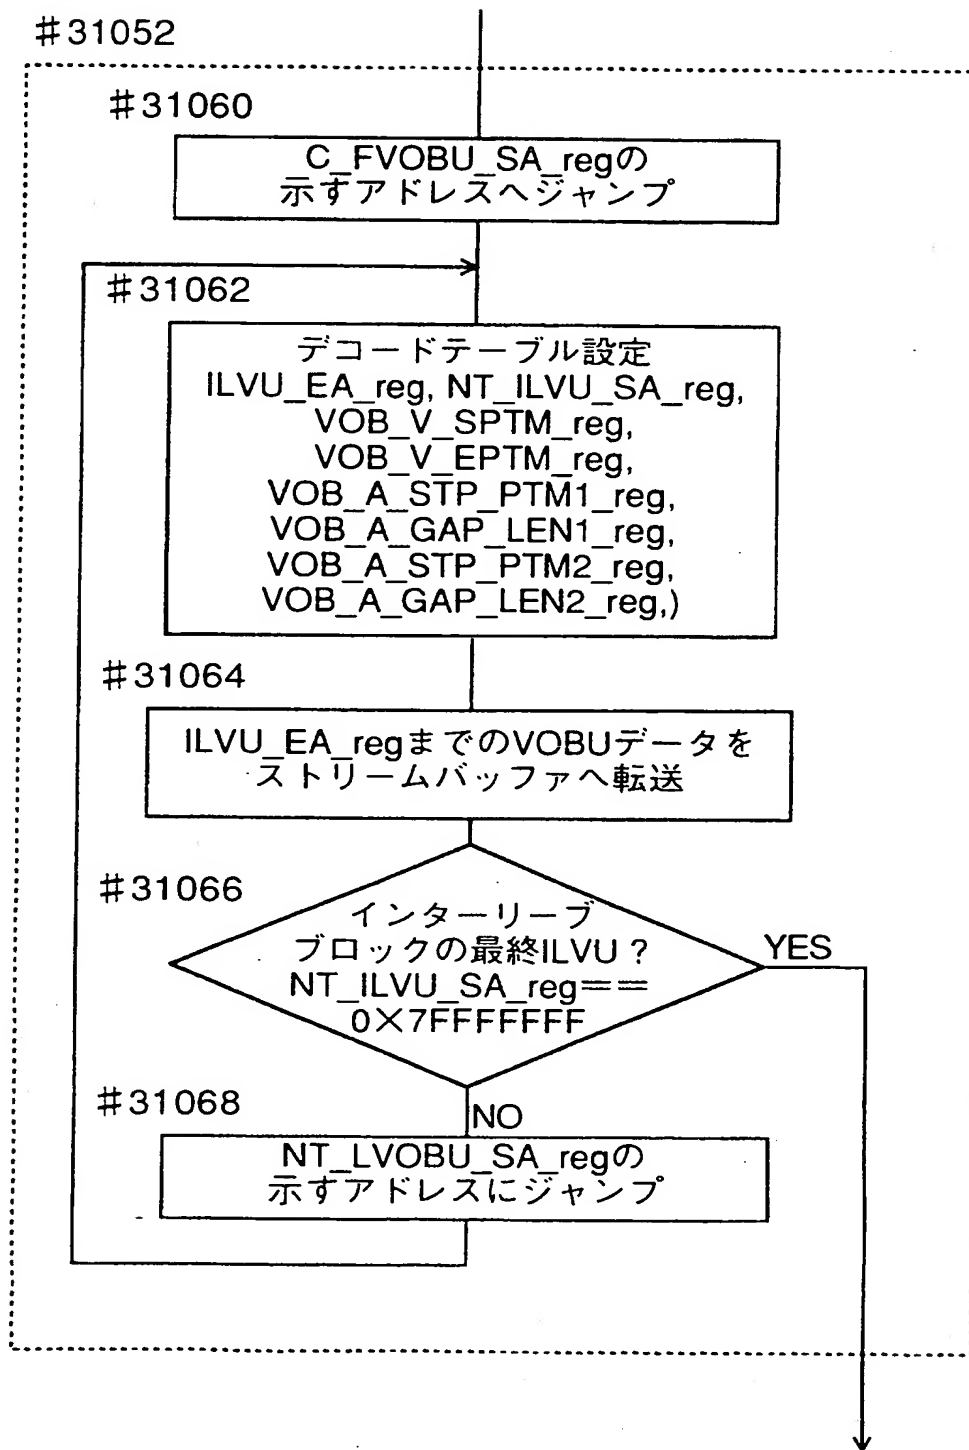 #31052
#31060
C_FVOBU_SA_regの
示すアドレスへジャンプ
#31062
デコードテーブル設定
ILVU_EA_reg, NT_ILVU_SA_reg,
VOB_V_SPTM_reg,
VOB_V_EPTM_reg,
VOB_A_STP_PTM1_reg,
VOB_A_GAP_LEN1_reg,
VOB_A_STP_PTM2_reg,
VOB_A_GAP_LEN2_reg,)
#31064
ILVU_EA_regまでのVOBUデータを
ストリームバッファへ転送
#31066
インターリーブ
ブロックの最終ILVU？
NT_ILVU_SA_reg==
0×7FFFFFFF
YES
NO
#31068
NT_LVOBU_SA_regの
示すアドレスにジャンプ